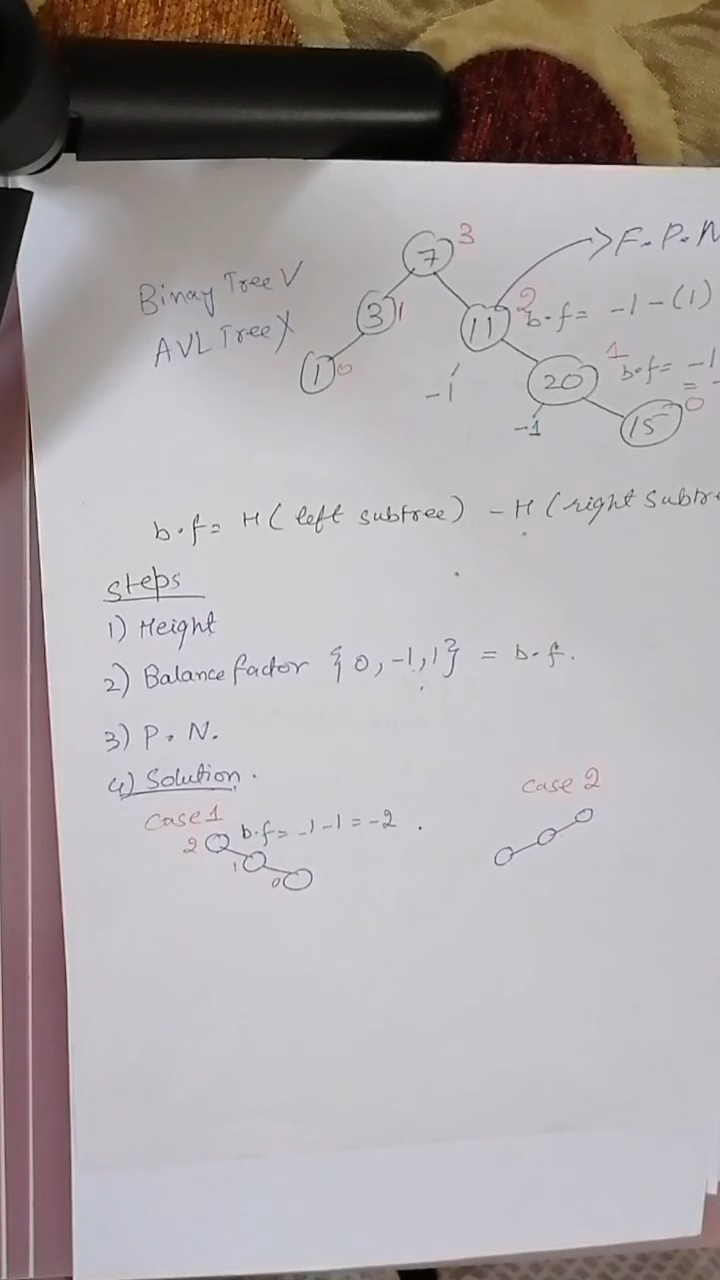 7 3
> F.P.N
Binay Tree V
3 1
11 2 b.f = -1-(1)
AVL Tree X
1 0
-1
20 1 b.f = -1
= -
-1
15 0
b.f = H (left subtree) - H (right subtre
Steps
1) Height
2) Balance factor {0, -1, 1} = b.f.
3) P.N.
4) Solution.
Case 1
Case 2
2 b.f = -1-1 = -2 .
1
0